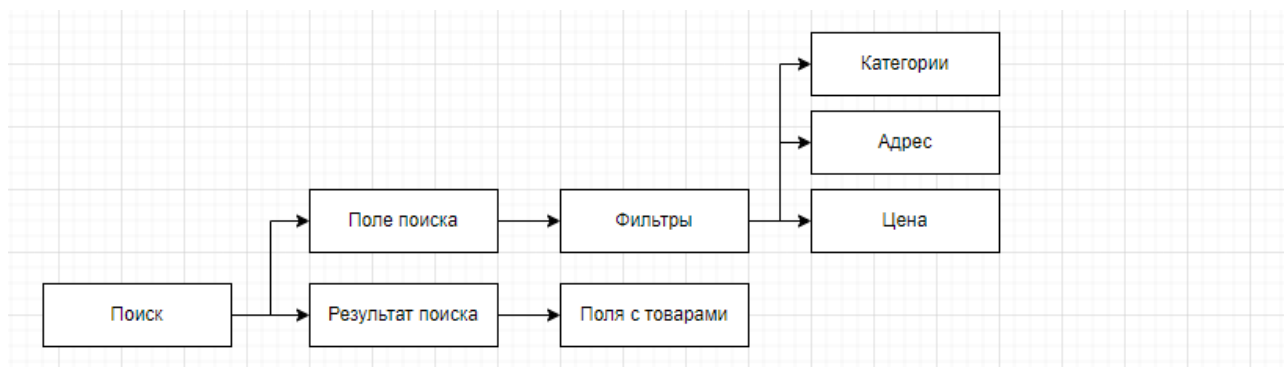 Категории
Адрес
Поле поиска
Фильтры
Цена
Поиск
Результат поиска
Поля с товарами